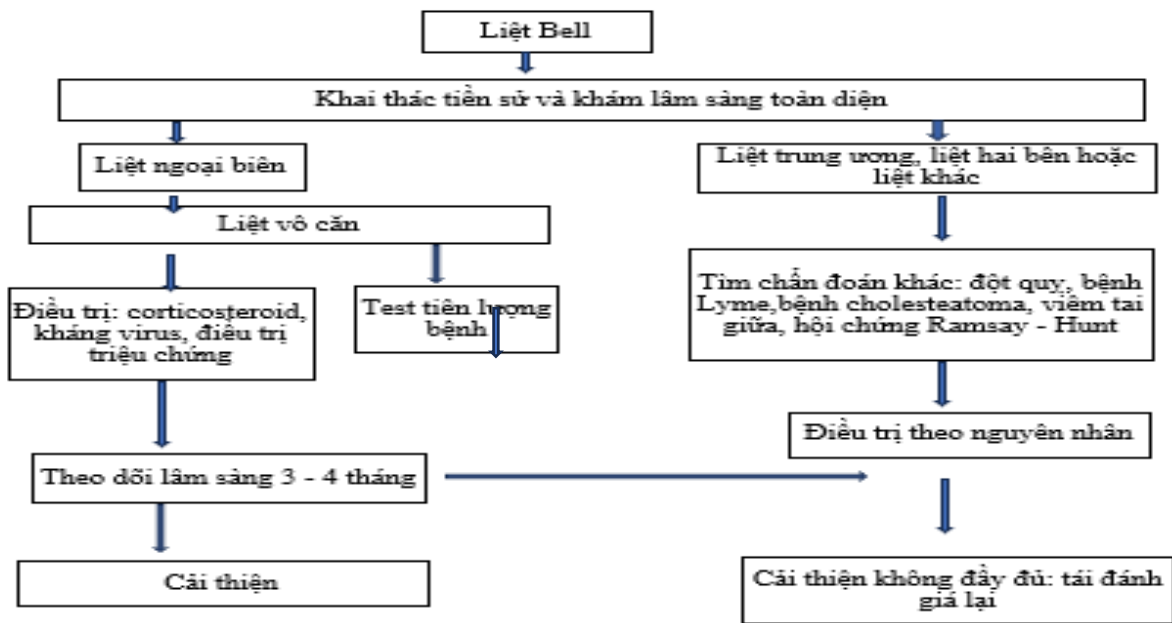 Liệt Bell
Khai thác tiền sử và khám lâm sàng toàn diện
Liệt ngoại biên
Liệt trung ương, liệt hai bên hoặc
liệt khác
Liệt vô căn
Điều trị: corticosteroid,
kháng virus, điều trị
triệu chứng
Test tiên lượng
bệnh
Tìm chẩn đoán khác: đột quy, bệnh
Lyme,bệnh cholesteatoma, viêm tai
giữa, hội chứng Ramsay - Hunt
Điều trị theo nguyên nhân
Theo dõi lâm sàng 3 - 4 tháng
Cải thiện
Cải thiện không đầy đủ: tái đánh
giá lại